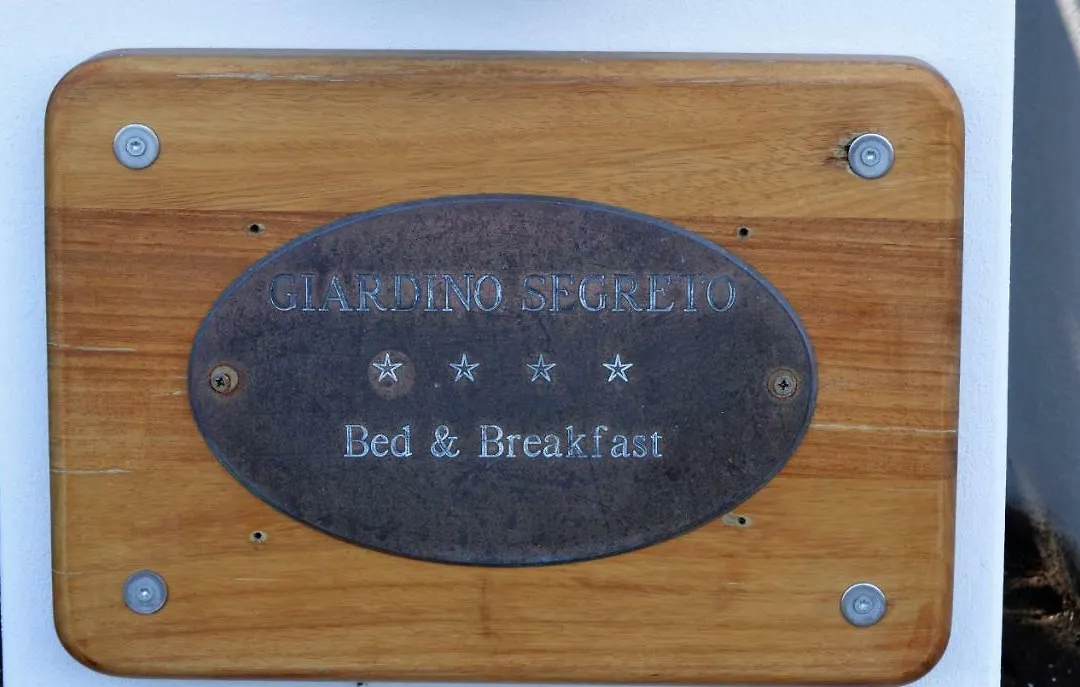 GIARDINO SEGRETO
☆ ☆ ☆ ☆
Bed & Breakfast